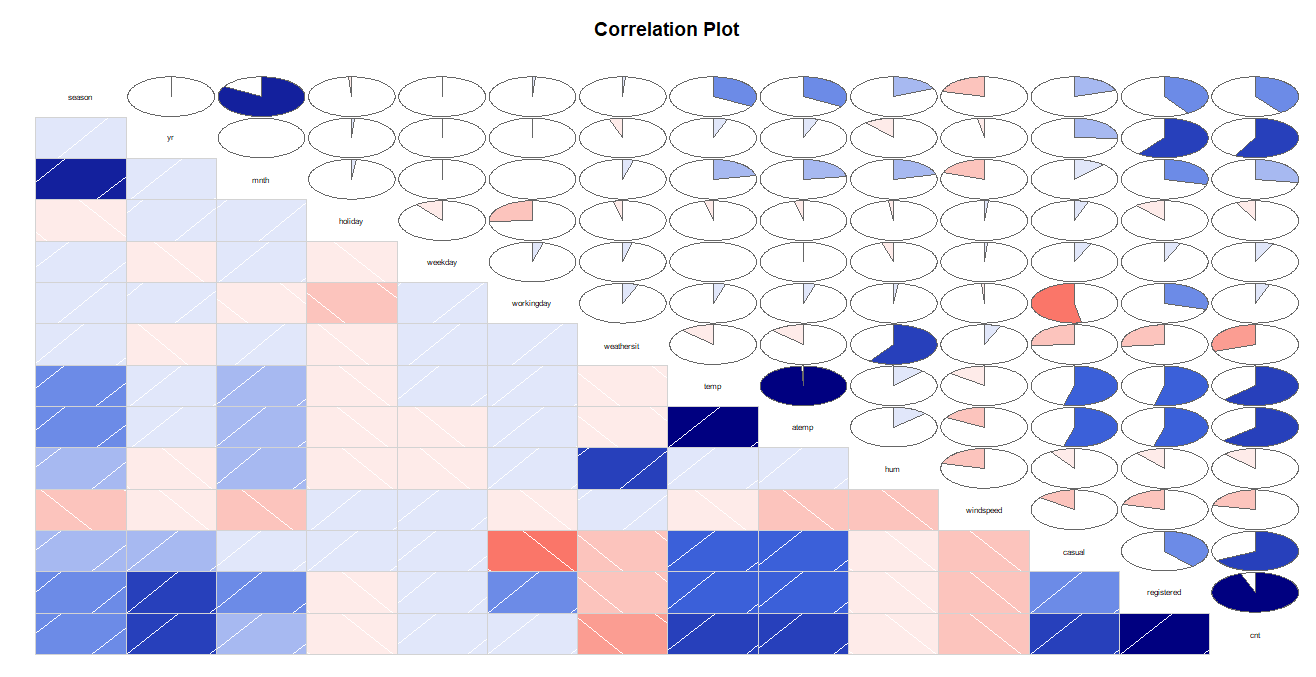 Correlation Plot
season
yr
mnth
holiday
weekday
workingday
weathersit
temp
atemp
hum
windspeed
casual
registered
cnt